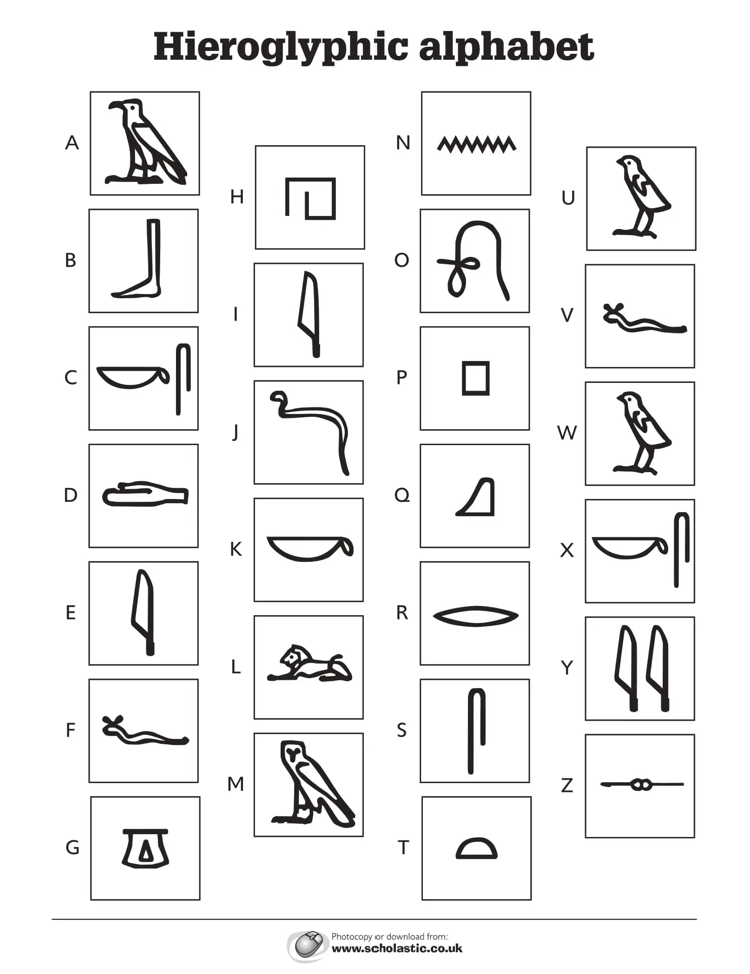 Hieroglyphic alphabet
A
B
C
D
E
F
G
H
I
J
K
L
M
N
O
P
Q
R
S
T
U
V
W
X
Y
Z
Photocopy or download from:
www.scholastic.co.uk